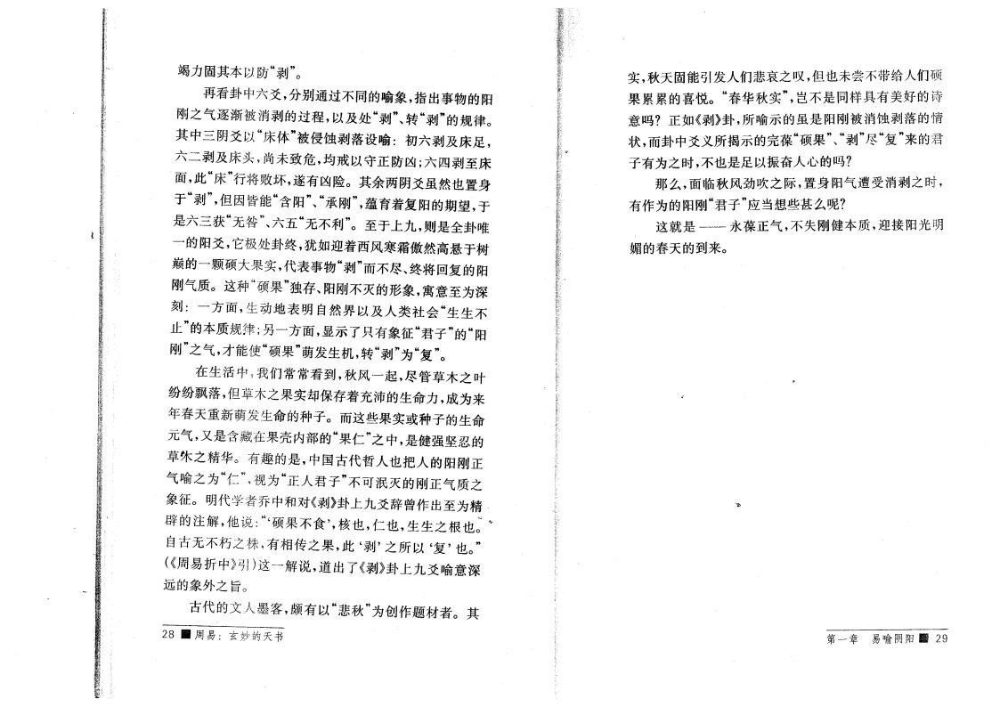 竭力固其本以防“剥”。
再看卦中六爻,分别通过不同的喻象,指出事物的阳
刚之气逐渐被消剥的过程,以及处“剥”、转“剥”的规律。
其中三阴爻以“床体”被侵蚀剥落设喻：初六剥及床足,
六二剥及床头,尚未致危,均戒以守正防凶;六四剥至床
面,此“床”行将败坏,遂有凶险。其余两阴爻虽然也置身
于“剥”,但因皆能“含阳”、“承刚”,蕴育着复阳的期望,于
是六三获“无咎”、六五“无不利”。至于上九,则是全卦唯
一的阳爻,它极处卦终,犹如迎着西风寒霜傲然高悬于树
巅的一颗硕大果实,代表事物“剥”而不尽、终将回复的阳
刚气质。这种“硕果”独存、阳刚不灭的形象,寓意至为深
刻：一方面,生动地表明自然界以及人类社会“生生不
止”的本质规律;另一方面,显示了只有象征“君子”的“阳
刚”之气,才能使“硕果”萌发生机,转“剥”为“复”。
在生活中,我们常常看到,秋风一起,尽管草木之叶
纷纷飘落,但草木之果实却保存着充沛的生命力,成为来
年春天重新萌发生命的种子。而这些果实或种子的生命
元气,又是含藏在果壳内部的“果仁”之中,是健强坚忍的
草木之精华。有趣的是,中国古代哲人也把人的阳刚正
气喻之为“仁”,视为“正人君子”不可泯灭的刚正气质之
象征。明代学者乔中和对《剥》卦上九爻辞曾作出至为精
辟的注解,他说：“‘硕果不食’,核也,仁也,生生之根也。
自古无不朽之株,有相传之果,此‘剥’之所以‘复’也。”
(《周易折中》引)这一解说,道出了《剥》卦上九爻喻意深
远的象外之旨。
古代的文人墨客,颇有以“悲秋”为创作题材者。其
28 ■ 周易：玄妙的天书
实,秋天固能引发人们悲哀之叹,但也未尝不带给人们硕
果累累的喜悦。“春华秋实”,岂不是同样具有美好的诗
意吗？正如《剥》卦,所喻示的虽是阳刚被消蚀剥落的情
状,而卦中爻义所揭示的完葆“硕果”、“剥”尽“复”来的君
子有为之时,不也是足以振奋人心的吗?
那么,面临秋风劲吹之际,置身阳气遭受消剥之时,
有作为的阳刚“君子”应当想些甚么呢?
这就是——永葆正气,不失刚健本质,迎接阳光明
媚的春天的到来。
第一章 易喻阴阳 ■ 29